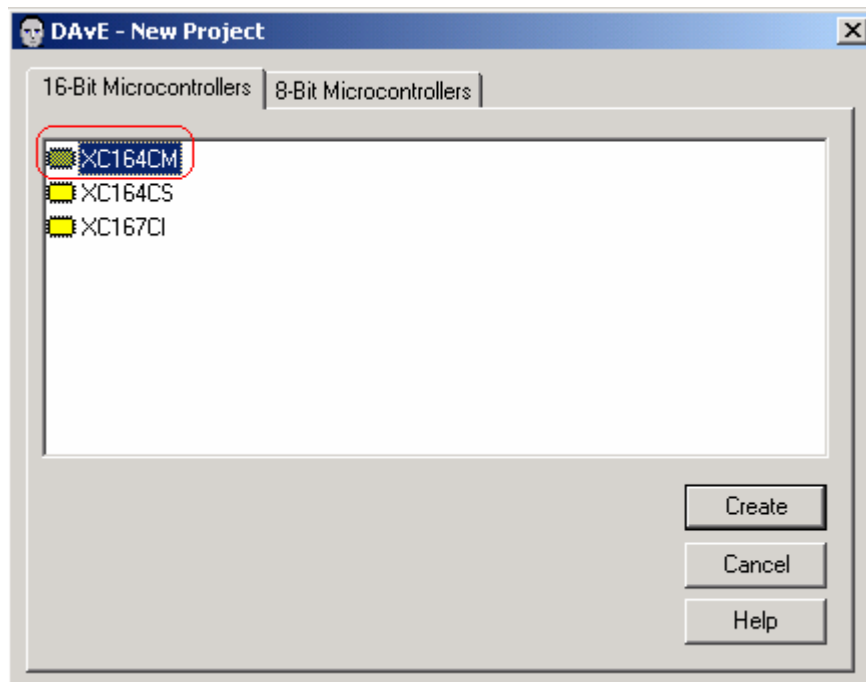 DAvE - New Project
16-Bit Microcontrollers 8-Bit Microcontrollers
XC164CM
XC164CS
XC167CI
Create
Cancel
Help